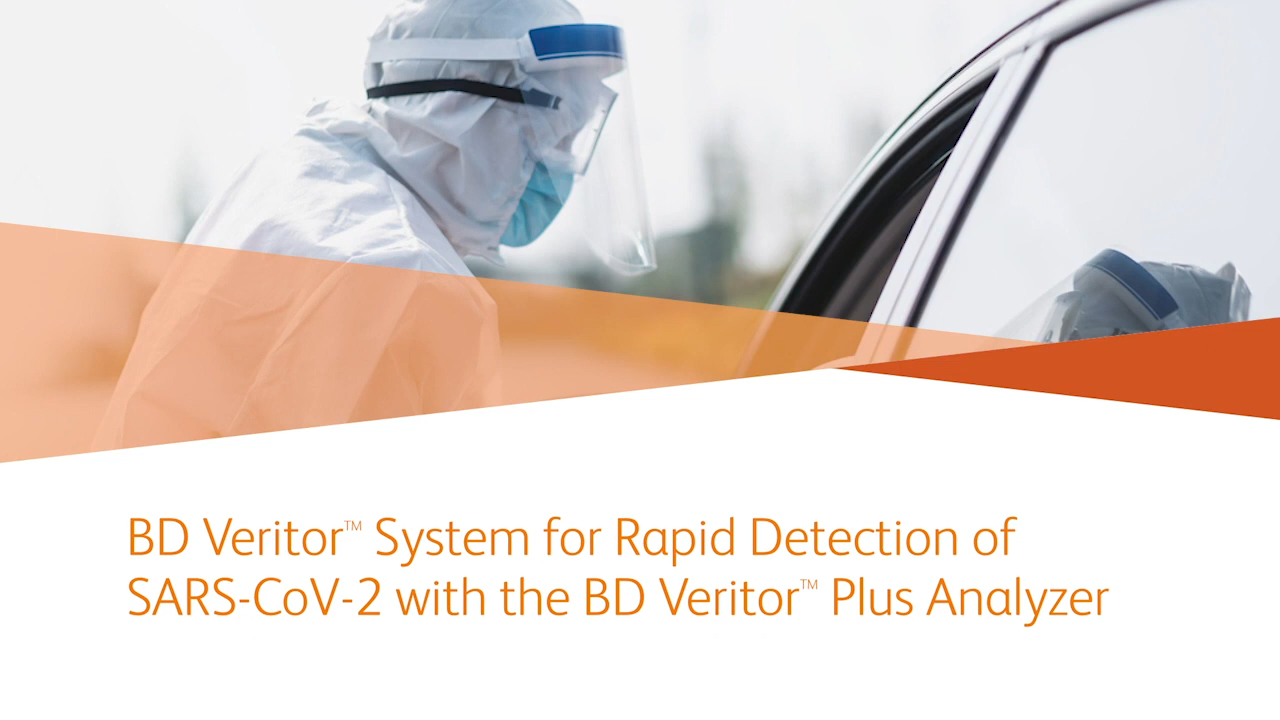 BD Veritor™ System for Rapid Detection of
SARS-CoV-2 with the BD Veritor™ Plus Analyzer